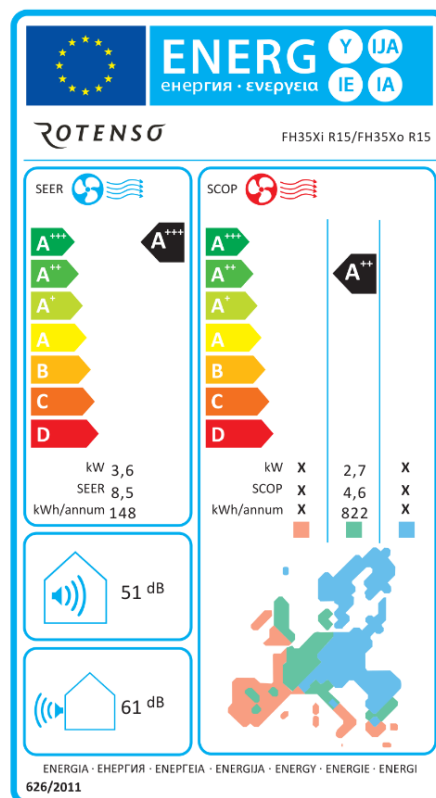 ENERG Y IJA
енергия · ενεργεια IE IA
ROTENSO FH35Xi R15/FH35Xo R15
SEER
A+++
A++
A+
A
B
C
D
A+++
kW 3,6
SEER 8,5
kWh/annum 148
SCOP
A+++
A++
A+
A
B
C
D
A++
kW X 2,7 X
SCOP X 4,6 X
kWh/annum X 822 X
51 dB
61 dB
ENERGIA · ЕНЕРГИЯ · ΕΝΕΡΓΕΙΑ · ENERGIJA · ENERGY · ENERGIE · ENERGI
626/2011